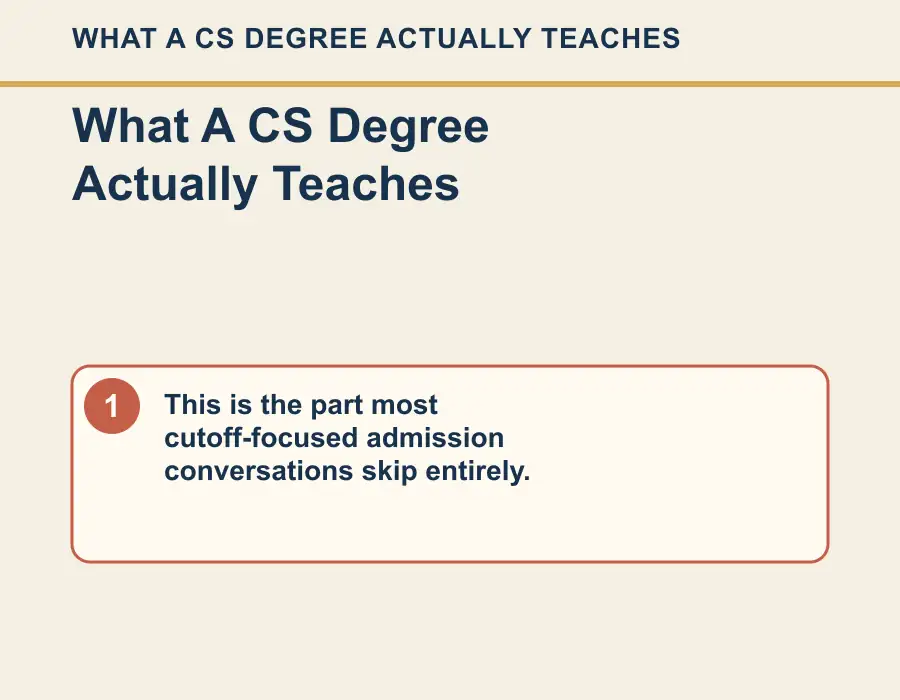 WHAT A CS DEGREE ACTUALLY TEACHES
What A CS Degree
Actually Teaches
1
This is the part most
cutoff-focused admission
conversations skip entirely.